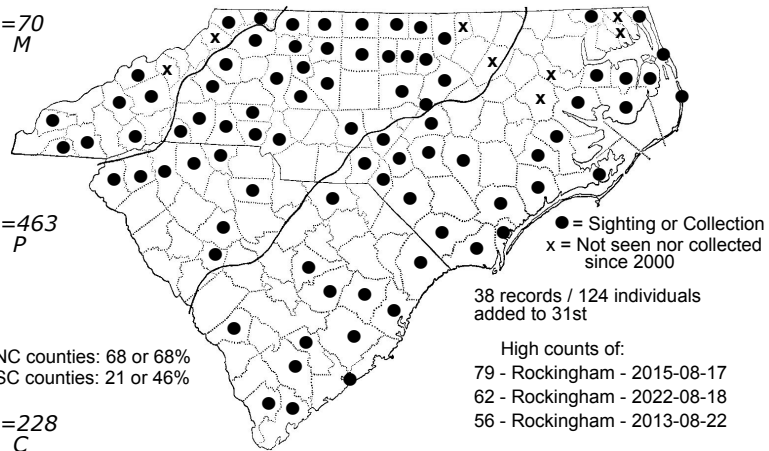 =70
M
=463
P
● = Sighting or Collection
x = Not seen nor collected
since 2000
38 records / 124 individuals
added to 31st
NC counties: 68 or 68%
SC counties: 21 or 46%
High counts of:
79 - Rockingham - 2015-08-17
62 - Rockingham - 2022-08-18
56 - Rockingham - 2013-08-22
=228
C